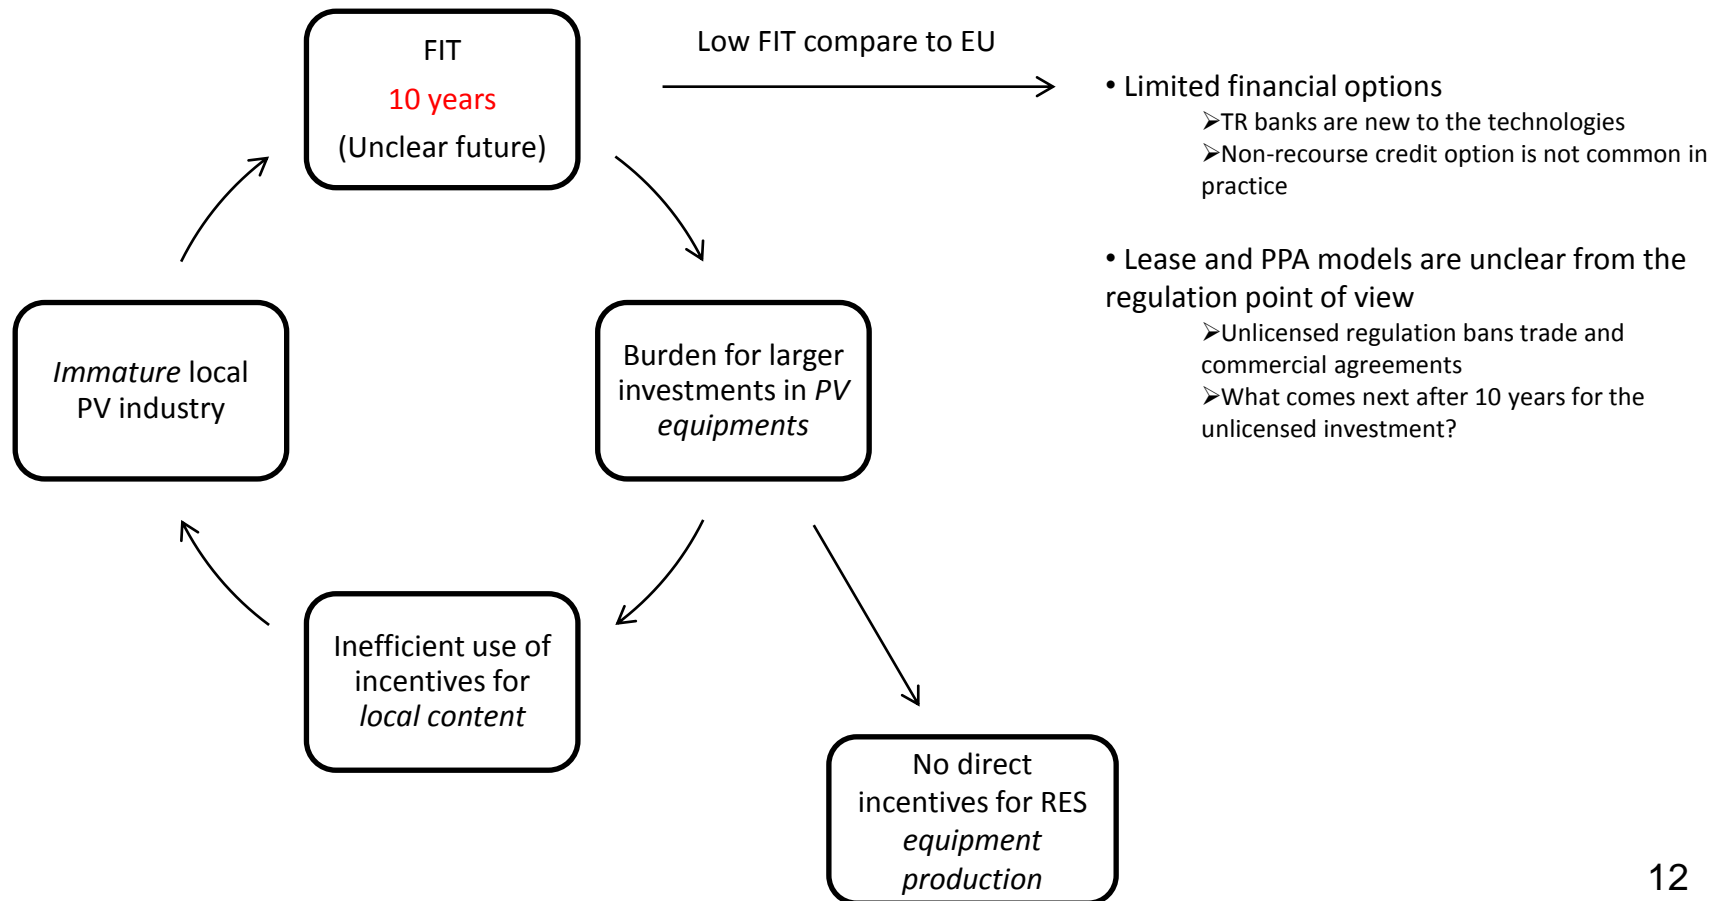 FIT
10 years
(Unclear future)
Low FIT compare to EU
• Limited financial options
➢TR banks are new to the technologies
➢Non-recourse credit option is not common in
practice
• Lease and PPA models are unclear from the
regulation point of view
➢Unlicensed regulation bans trade and
commercial agreements
➢What comes next after 10 years for the
unlicensed investment?
Immature local
PV industry
Burden for larger
investments in PV
equipments
Inefficient use of
incentives for
local content
No direct
incentives for RES
equipment
production
12